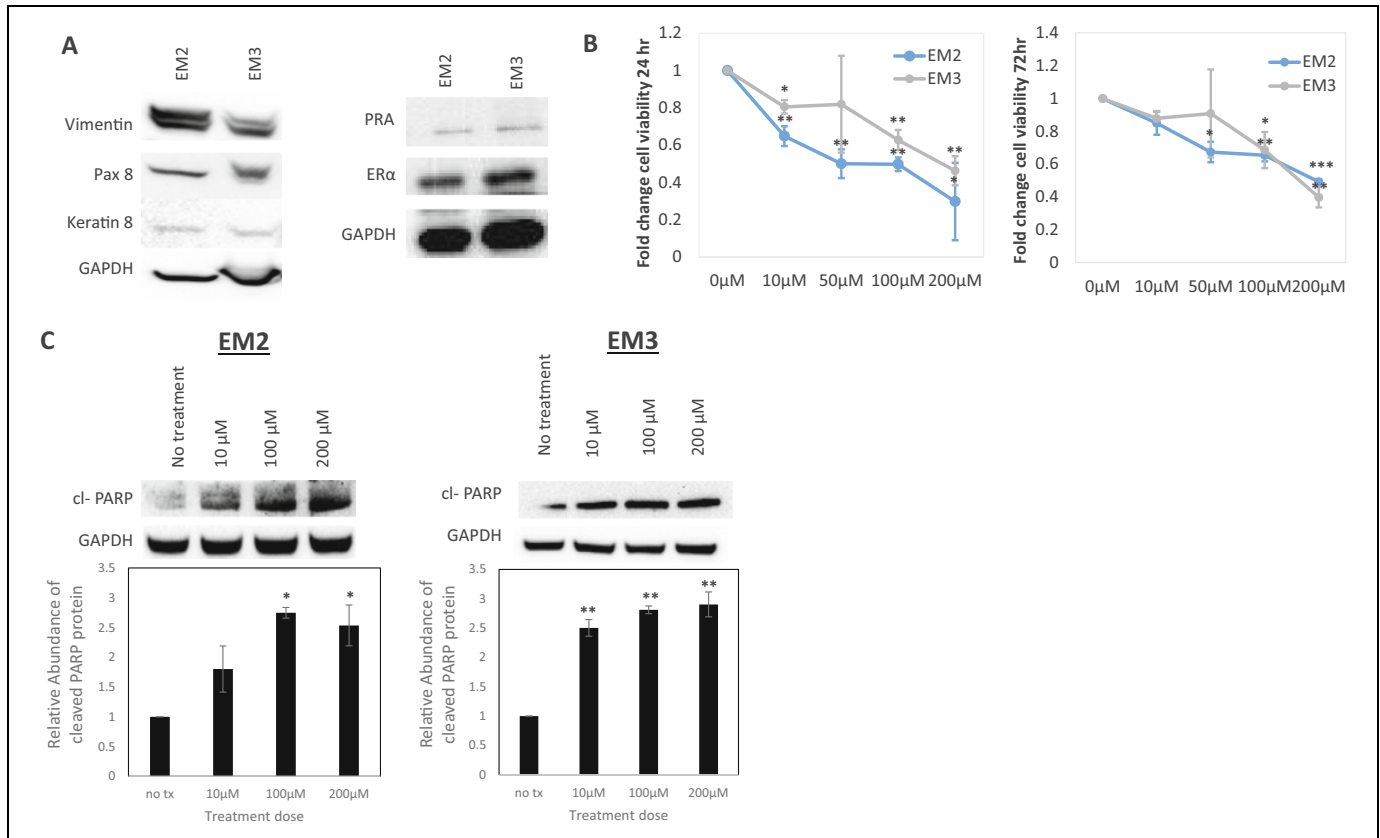 A
EM2
EM3
Vimentin
Pax 8
Keratin 8
GAPDH
EM2
EM3
PRA
ERα
GAPDH
B
Fold change cell viability 24 hr
1.2
1
0.8
0.6
0.4
0.2
0
EM2
EM3
*
**
**
**
**
**
*
0µM
10µM
50µM
100µM
200µM
Fold change cell viability 72hr
1.4
1.2
1
0.8
0.6
0.4
0.2
0
EM2
EM3
*
*
**
***
**
0µM
10µM
50µM
100µM
200µM
C
EM2
No treatment
10 µM
100 µM
200 µM
cl- PARP
GAPDH
Relative Abundance of
cleaved PARP protein
3.5
3
2.5
2
1.5
1
0.5
0
*
*
no tx
10µM
100µM
200µM
Treatment dose
EM3
No treatment
10 µM
100 µM
200 µM
cl- PARP
GAPDH
Relative Abundance of
cleaved PARP protein
3.5
3
2.5
2
1.5
1
0.5
0
**
**
**
no tx
10µM
100µM
200µM
Treatment dose